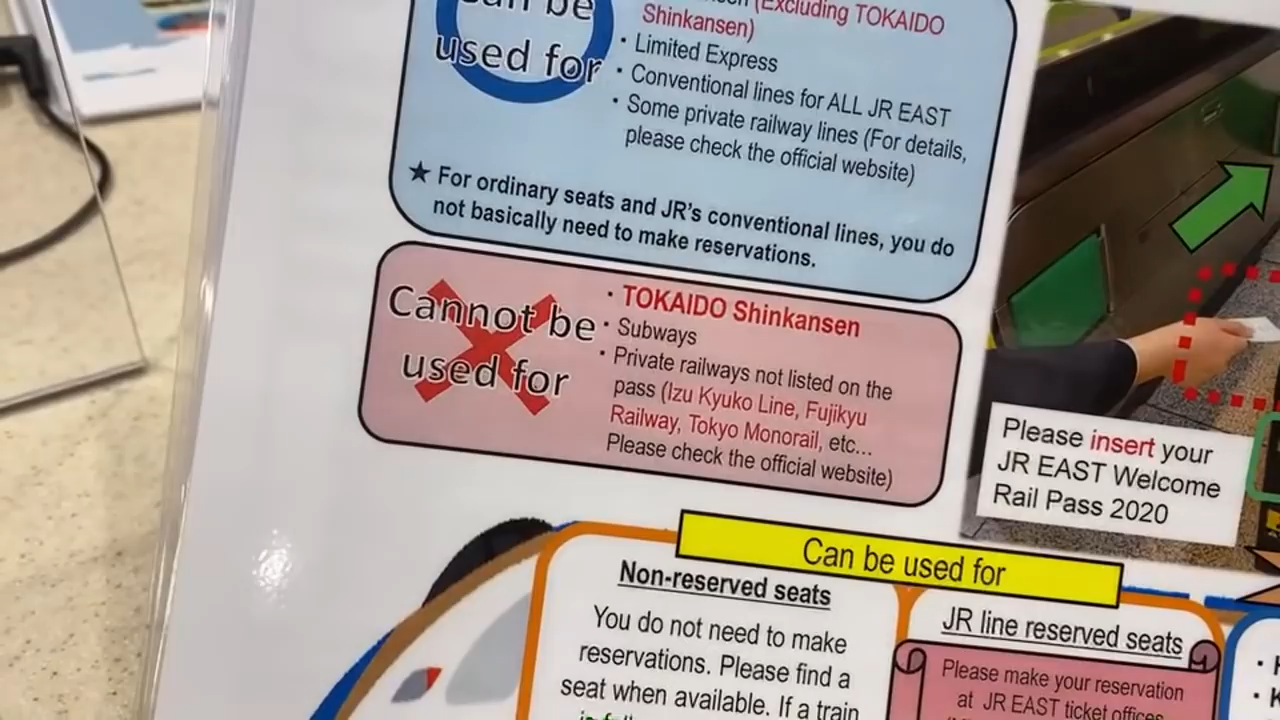 can be
used for
(Excluding TOKAIDO
Shinkansen)
・Limited Express
・Conventional lines for ALL JR EAST
・Some private railway lines (For details,
please check the official website)
★ For ordinary seats and JR's conventional lines, you do
not basically need to make reservations.
Cannot be
used for
・TOKAIDO Shinkansen
・Subways
・Private railways not listed on the
pass (Izu Kyuko Line, Fujikyu
Railway, Tokyo Monorail, etc...
Please check the official website)
Please insert your
JR EAST Welcome
Rail Pass 2020
Can be used for
Non-reserved seats
You do not need to make
reservations. Please find a
seat when available. If a train
JR line reserved seats
Please make your reservation
at JR EAST ticket offices